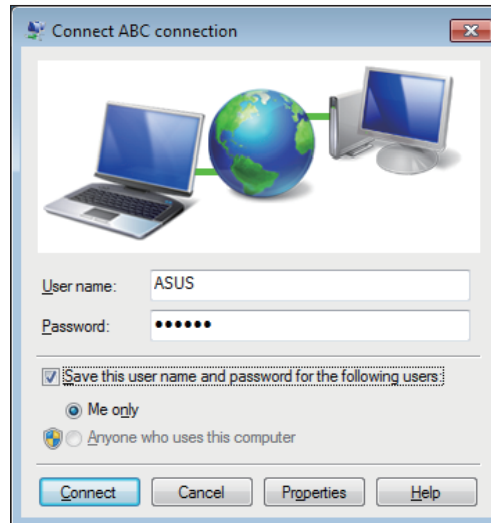 Connect ABC connection
User name: ASUS
Password: ••••••
Save this user name and password for the following users:
Me only
Anyone who uses this computer
Connect Cancel Properties Help